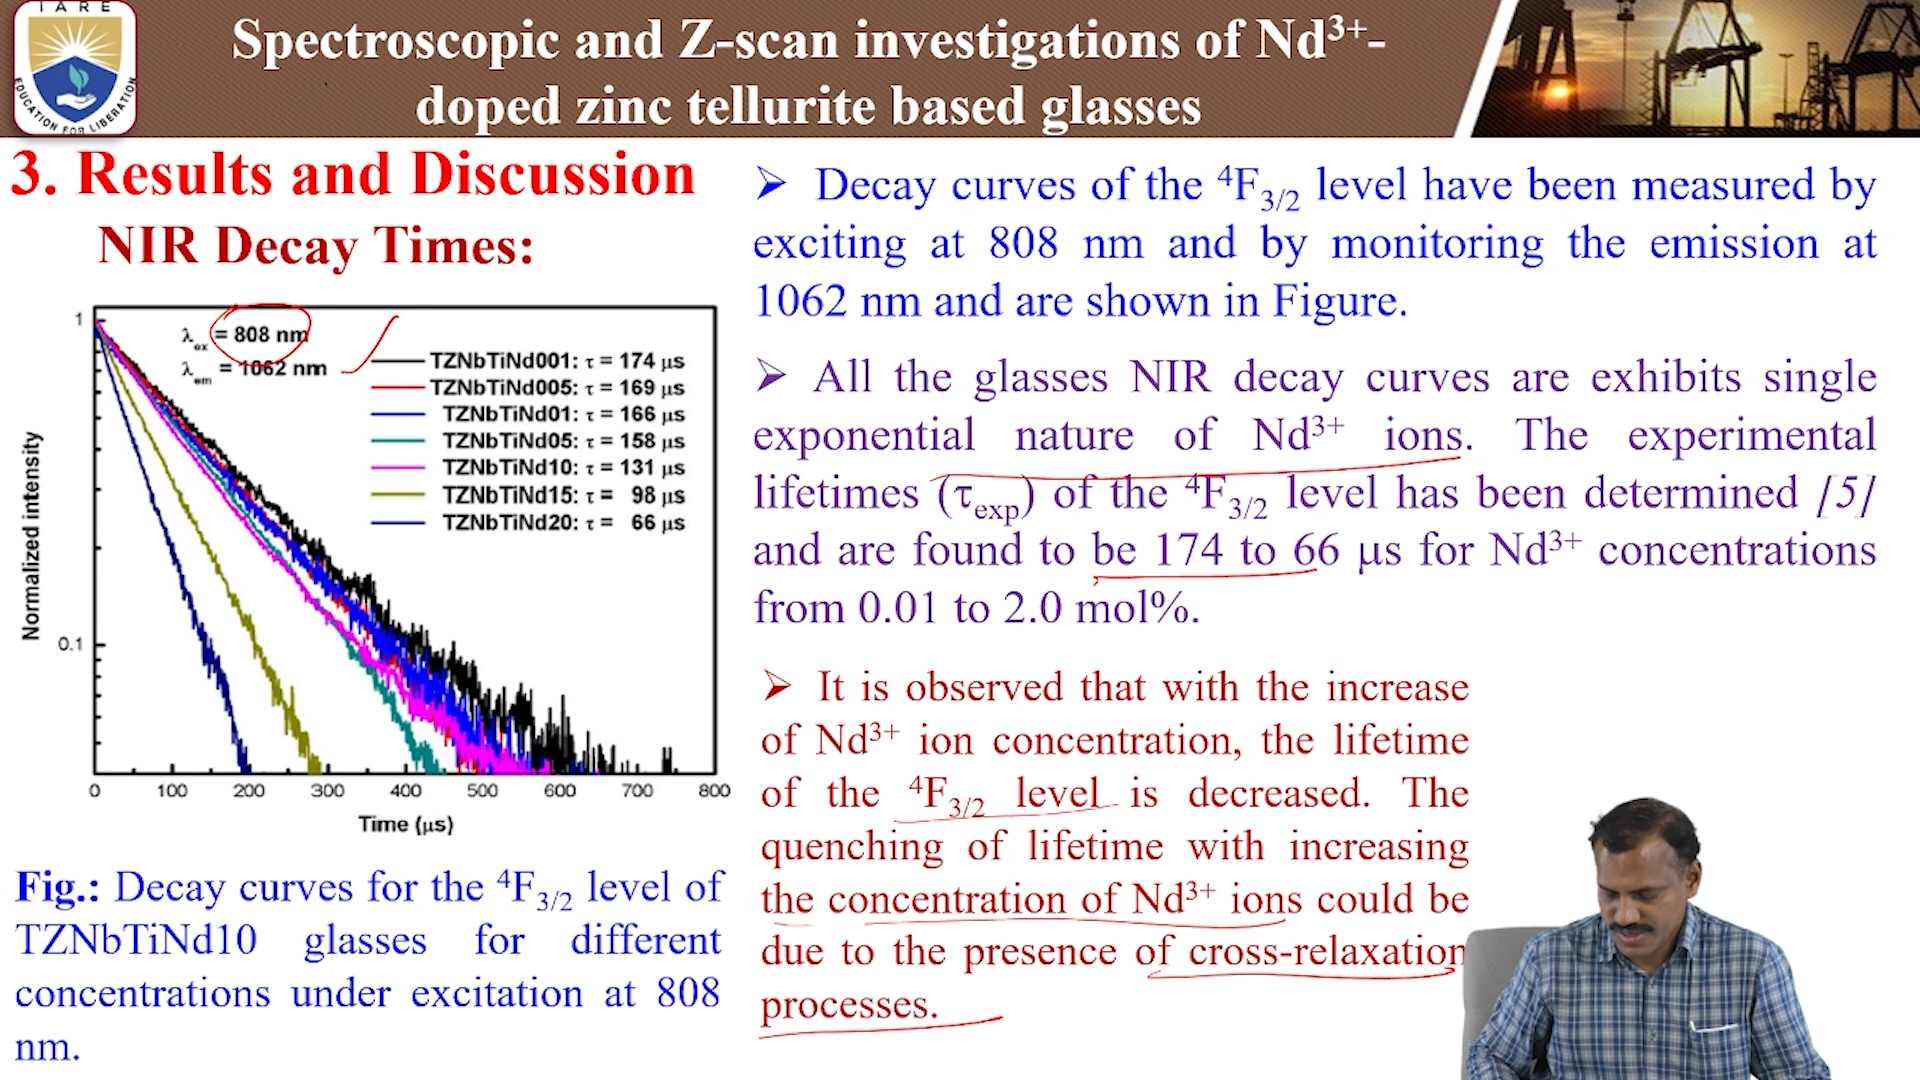 IARE
EDUCATION FOR LIBERATION
Spectroscopic and Z-scan investigations of Nd³⁺-
doped zinc tellurite based glasses
3. Results and Discussion
NIR Decay Times:
λex = 808 nm
λem = 1062 nm
TZNbTiNd001: τ = 174 μs
TZNbTiNd005: τ = 169 μs
TZNbTiNd01: τ = 166 μs
TZNbTiNd05: τ = 158 μs
TZNbTiNd10: τ = 131 μs
TZNbTiNd15: τ = 98 μs
TZNbTiNd20: τ = 66 μs
Normalized intensity
1
0.1
0 100 200 300 400 500 600 700 800
Time (μs)
Fig.: Decay curves for the ⁴F3/2 level of
TZNbTiNd10 glasses for different
concentrations under excitation at 808
nm.
➢ Decay curves of the ⁴F3/2 level have been measured by
exciting at 808 nm and by monitoring the emission at
1062 nm and are shown in Figure.
➢ All the glasses NIR decay curves are exhibits single
exponential nature of Nd³⁺ ions. The experimental
lifetimes (τexp) of the ⁴F3/2 level has been determined [5]
and are found to be 174 to 66 μs for Nd³⁺ concentrations
from 0.01 to 2.0 mol%.
➢ It is observed that with the increase
of Nd³⁺ ion concentration, the lifetime
of the ⁴F3/2 level is decreased. The
quenching of lifetime with increasing
the concentration of Nd³⁺ ions could be
due to the presence of cross-relaxation
processes.